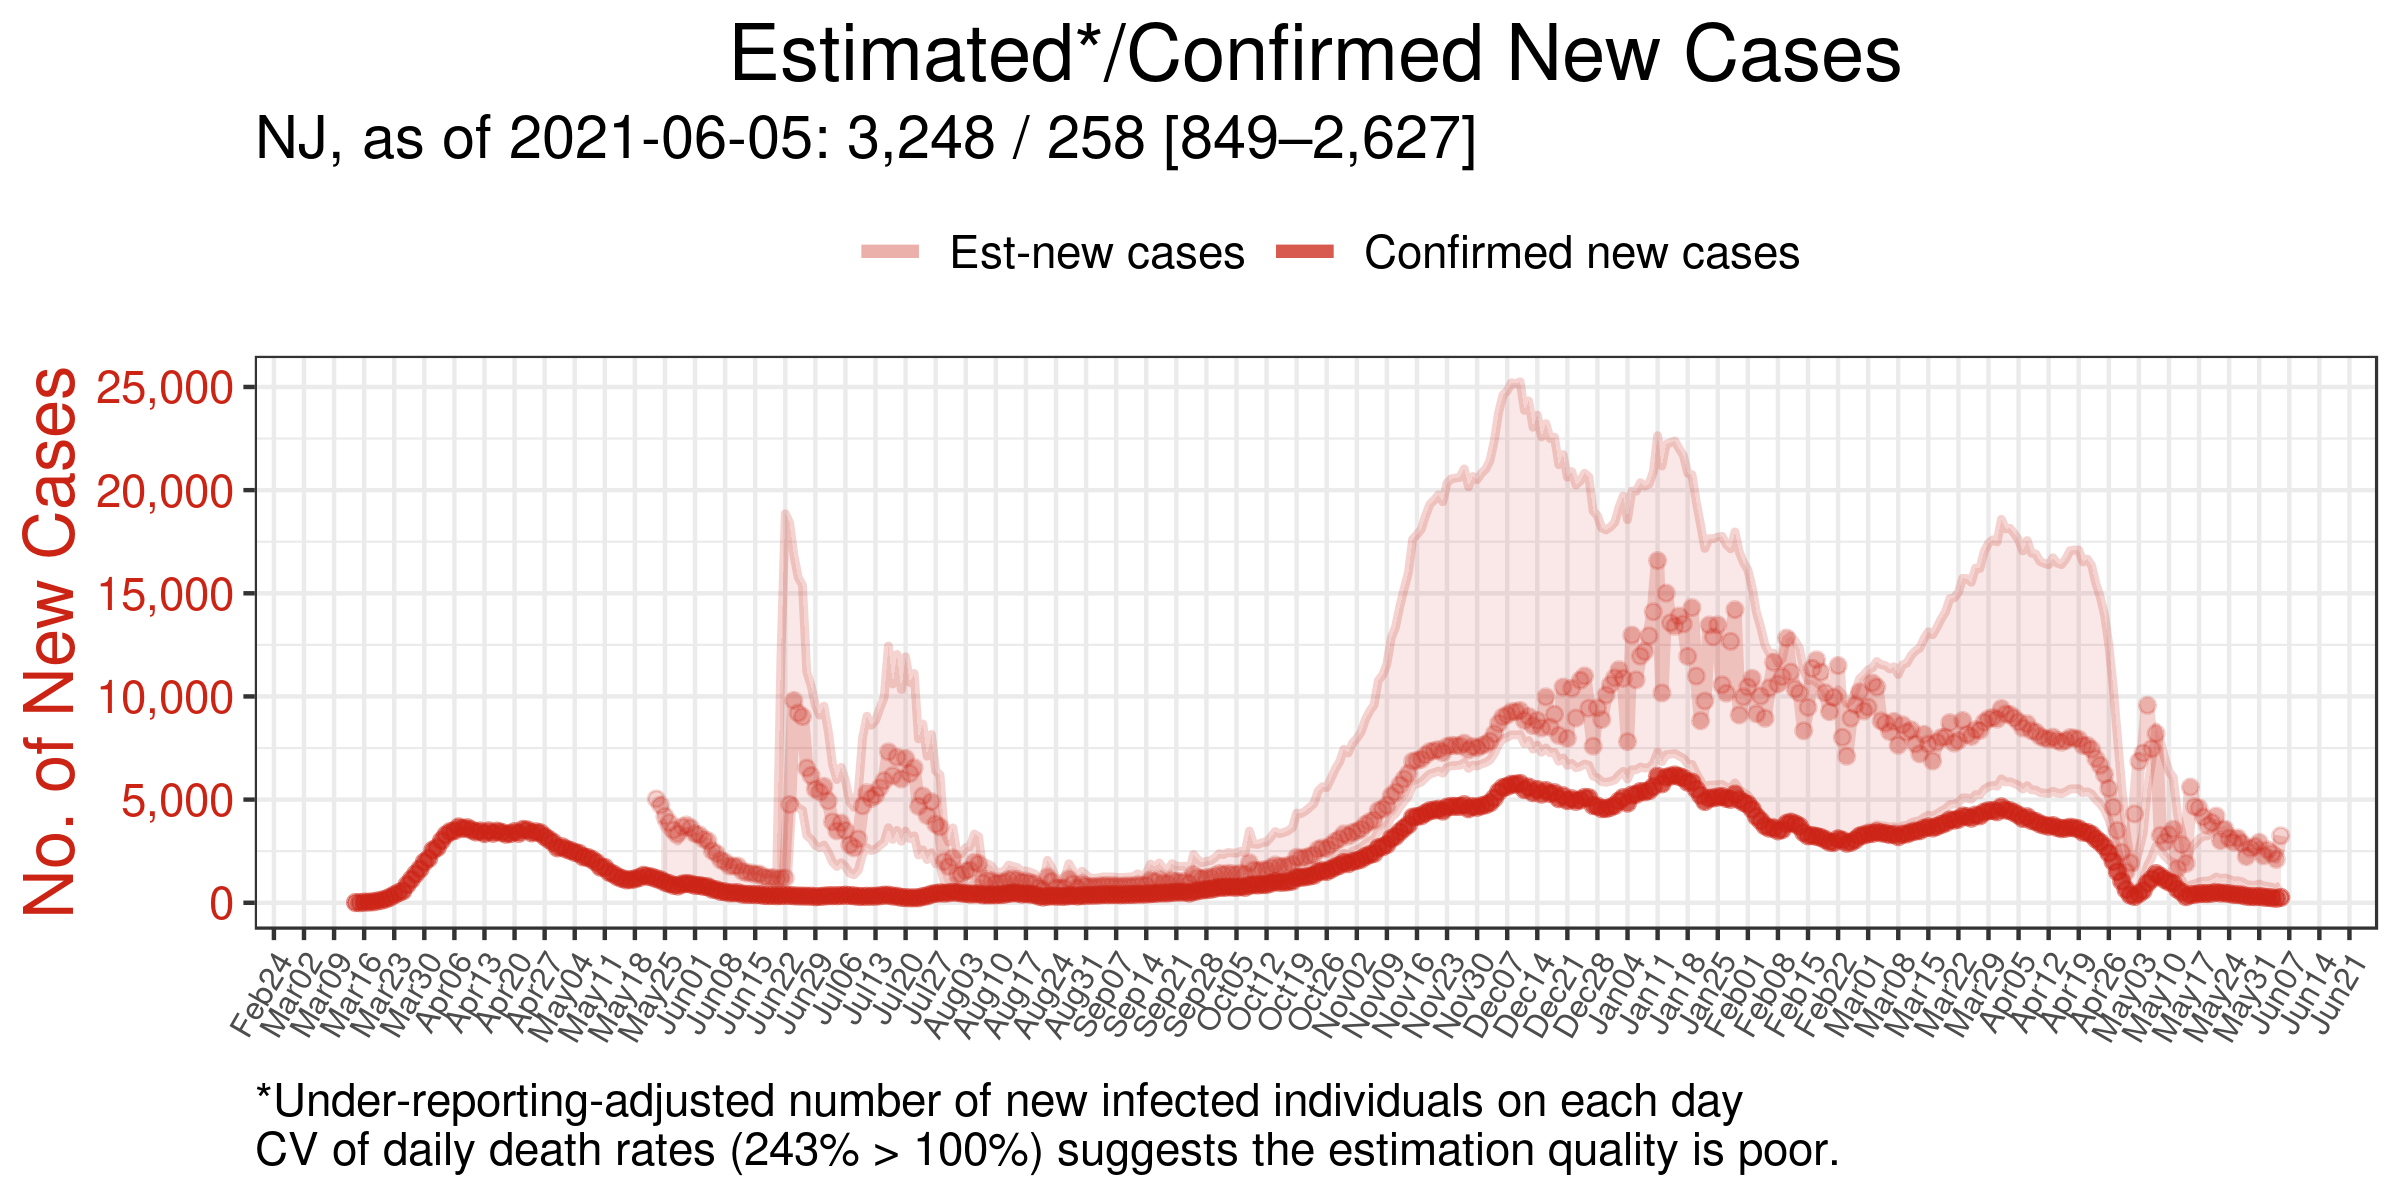 Estimated*/Confirmed New Cases
NJ, as of 2021-06-05: 3,248 / 258 [849–2,627]
Est-new cases Confirmed new cases
No. of New Cases
25,000
20,000
15,000
10,000
5,000
0
Feb24 Mar02 Mar09 Mar16 Mar23 Mar30 Apr06 Apr13 Apr20 Apr27 May04 May11 May18 May25 Jun01 Jun08 Jun15 Jun22 Jun29 Jul06 Jul13 Jul20 Jul27 Aug03 Aug10 Aug17 Aug24 Aug31 Sep07 Sep14 Sep21 Sep28 Oct05 Oct12 Oct19 Oct26 Nov02 Nov09 Nov16 Nov23 Nov30 Dec07 Dec14 Dec21 Dec28 Jan04 Jan11 Jan18 Jan25 Feb01 Feb08 Feb15 Feb22 Mar01 Mar08 Mar15 Mar22 Mar29 Apr05 Apr12 Apr19 Apr26 May03 May10 May17 May24 May31 Jun07 Jun14 Jun21
*Under-reporting-adjusted number of new infected individuals on each day
CV of daily death rates (243% > 100%) suggests the estimation quality is poor.